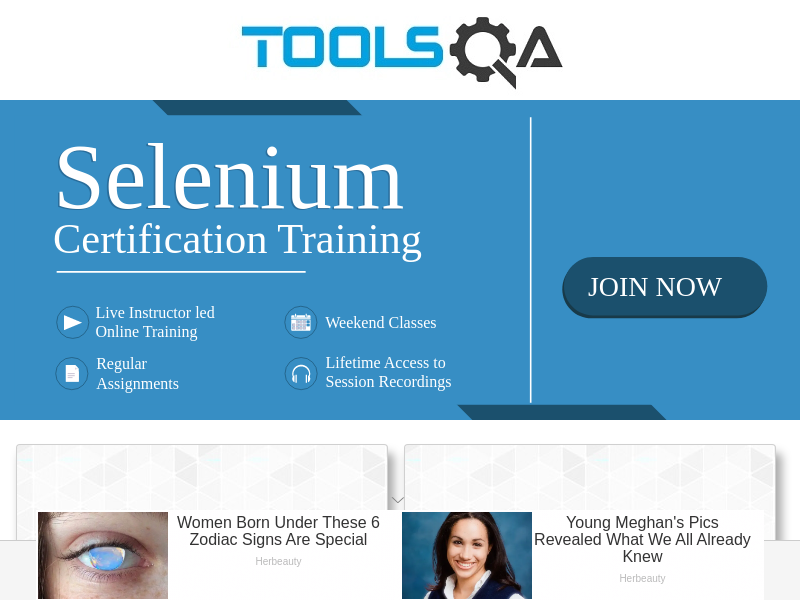 TOOLSQA
Selenium
Certification Training
JOIN NOW
Live Instructor led
Online Training
Weekend Classes
Regular
Assignments
Lifetime Access to
Session Recordings
Women Born Under These 6
Zodiac Signs Are Special
Herbeauty
Young Meghan's Pics
Revealed What We All Already
Knew
Herbeauty